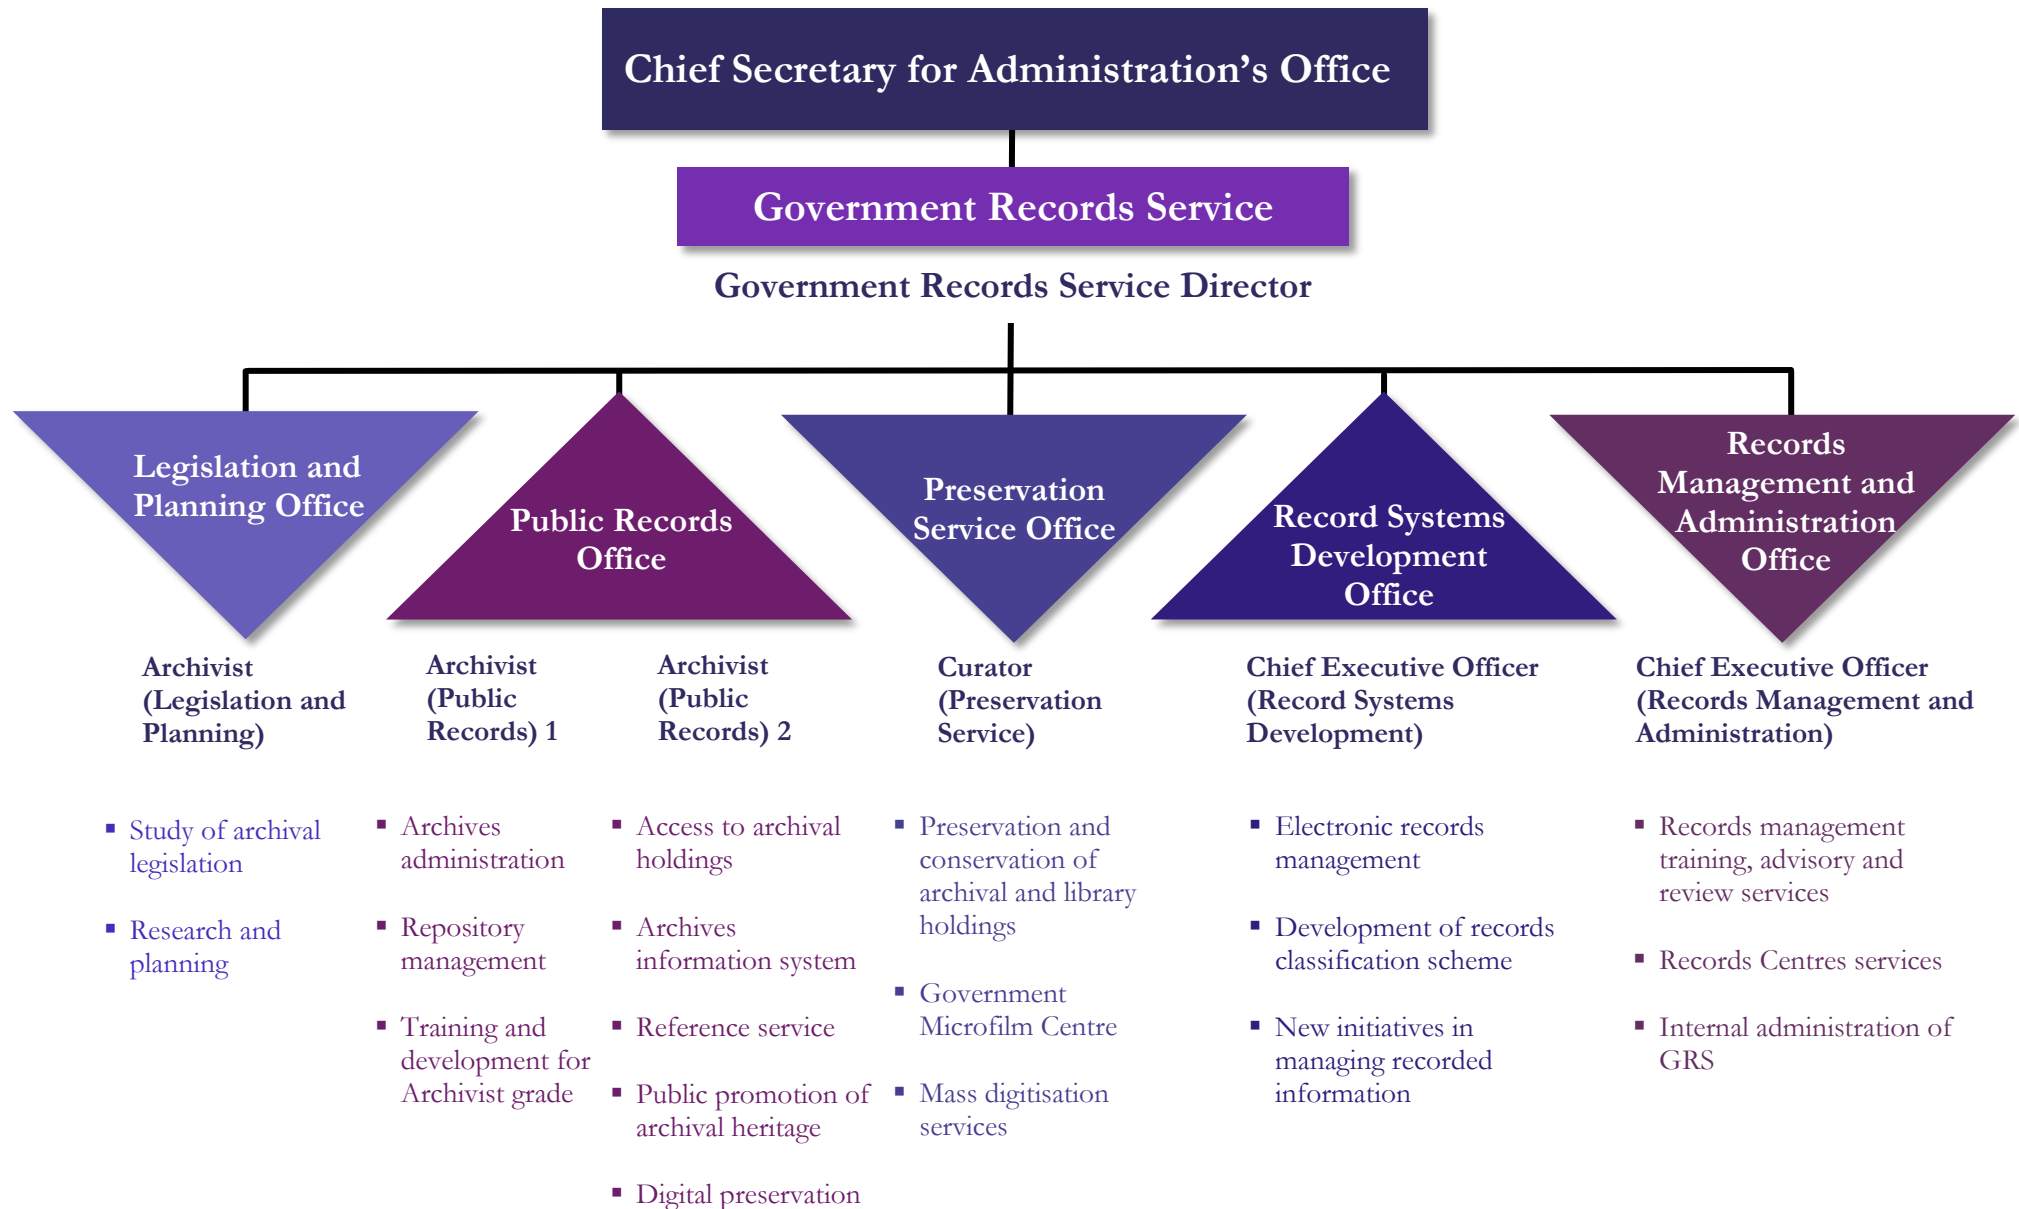 Chief Secretary for Administration’s Office
Government Records Service
Government Records Service Director
Legislation and
Planning Office
Public Records
Office
Preservation
Service Office
Record Systems
Development
Office
Records
Management and
Administration
Office
Archivist
(Legislation and
Planning)
▪ Study of archival
legislation
▪ Research and
planning
Archivist
(Public
Records) 1
▪ Archives
administration
▪ Repository
management
▪ Training and
development for
Archivist grade
Archivist
(Public
Records) 2
▪ Access to archival
holdings
▪ Archives
information system
▪ Reference service
▪ Public promotion of
archival heritage
▪ Digital preservation
Curator
(Preservation
Service)
▪ Preservation and
conservation of
archival and library
holdings
▪ Government
Microfilm Centre
▪ Mass digitisation
services
Chief Executive Officer
(Record Systems
Development)
▪ Electronic records
management
▪ Development of records
classification scheme
▪ New initiatives in
managing recorded
information
Chief Executive Officer
(Records Management and
Administration)
▪ Records management
training, advisory and
review services
▪ Records Centres services
▪ Internal administration of
GRS